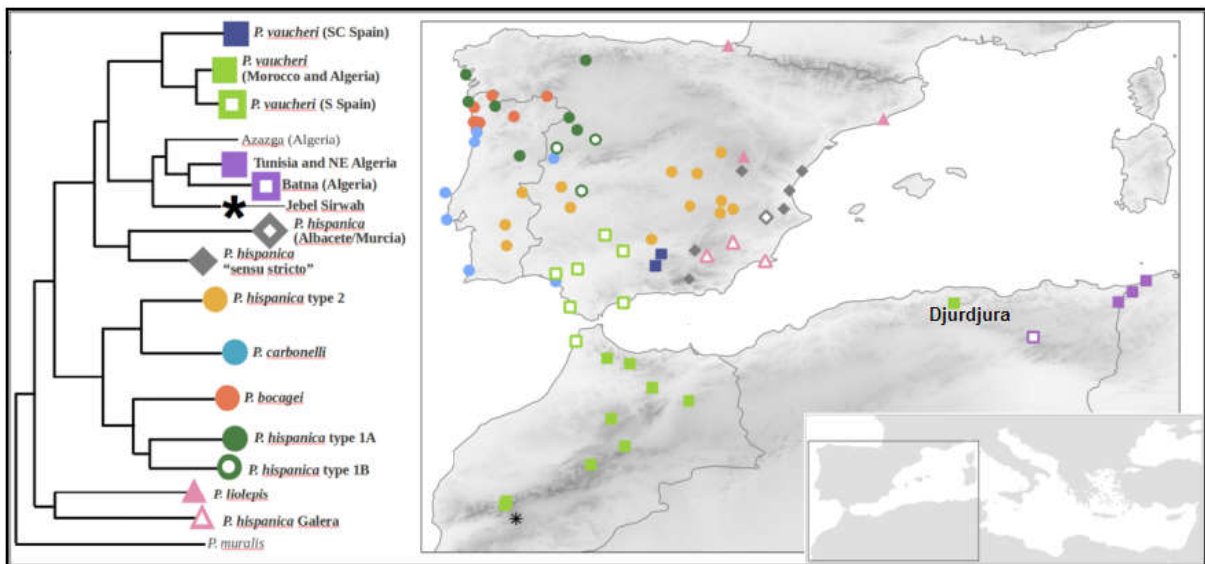 P. vaucheri (SC Spain)
P. vaucheri
(Morocco and Algeria)
P. vaucheri (S Spain)
Azazga (Algeria)
Tunisia and NE Algeria
Batna (Algeria)
Jebel Sirwah
P. hispanica
(Albacete/Murcia)
P. hispanica
“sensu stricto”
P. hispanica type 2
P. carbonelli
P. bocagei
P. hispanica type 1A
P. hispanica type 1B
P. liolepis
P. hispanica Galera
P. muralis
Djurdjura